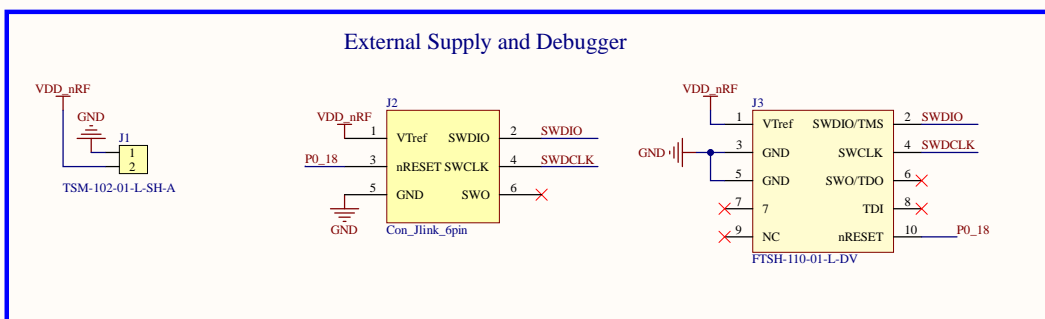 External Supply and Debugger
VDD_nRF
GND
J1
1
2
TSM-102-01-L-SH-A
J2
VDD_nRF
1 VTref SWDIO 2 SWDIO
P0_18 3 nRESET SWCLK 4 SWDCLK
5 GND SWO 6
GND
Con_Jlink_6pin
J3
VDD_nRF
1 VTref SWDIO/TMS 2 SWDIO
GND 3 GND SWCLK 4 SWDCLK
5 GND SWO/TDO 6
7 7 TDI 8
9 NC nRESET 10 P0_18
FTSH-110-01-L-DV